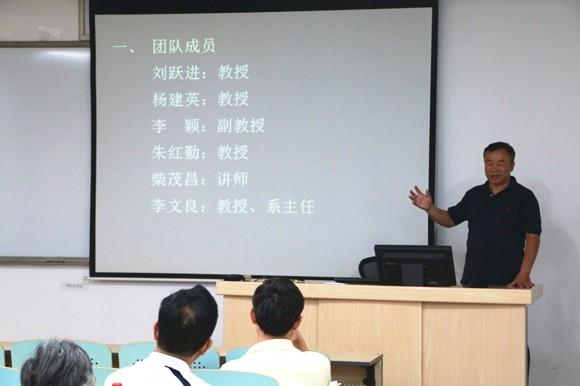 一、 团队成员
刘跃进：教授
杨建英：教授
李　颖：副教授
朱红勤：教授
柴茂昌：讲师
李文良：教授、系主任